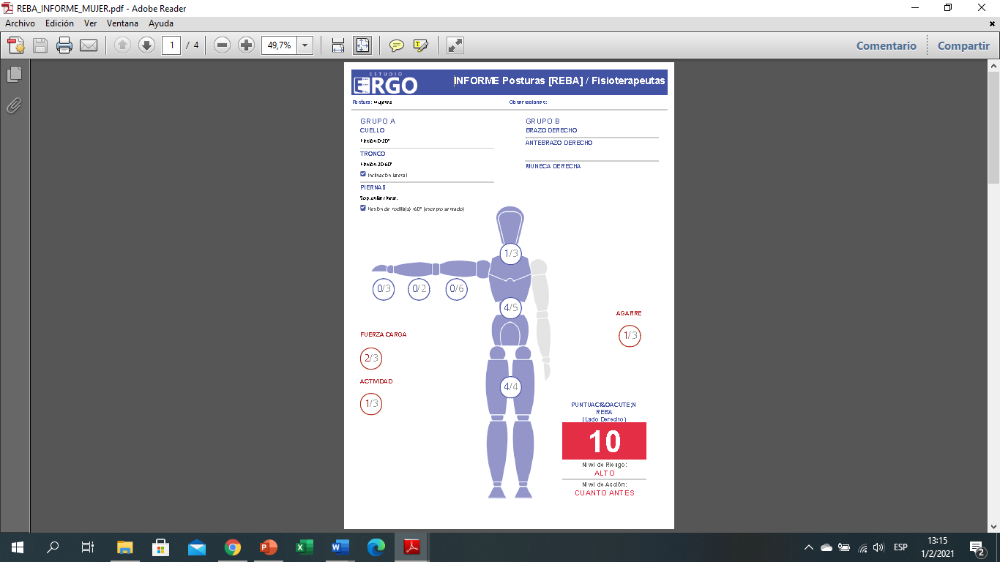 REBA_INFORME_MUJER.pdf - Adobe Reader
Archivo Edición Ver Ventana Ayuda
1 / 4 49,7% Comentario Compartir
ESTUDIO
ERGO
INFORME Posturas [REBA] / Fisioterapeutas
Postura: Mujeres Observaciones:
GRUPO A
CUELLO
Flexión 0-20°
TRONCO
Flexión 20-60°
Inclinación lateral
PIERNAS
Sop. unilar / inest.
Flexión de rodilla(s) >60° (excepto sentado)
GRUPO B
BRAZO DERECHO
ANTEBRAZO DERECHO
MUNECA DERECHA
1/3
0/3 0/2 0/6
4/5
AGARRE
1/3
FUERZA CARGA
2/3
ACTIVIDAD
1/3
4/4
PUNTUACI&OACUTE;N
REBA
(Lado Derecho)
10
Nivel de Riesgo:
ALTO
Nivel de Acción:
CUANTO ANTES
ESP
13:15
1/2/2021
2